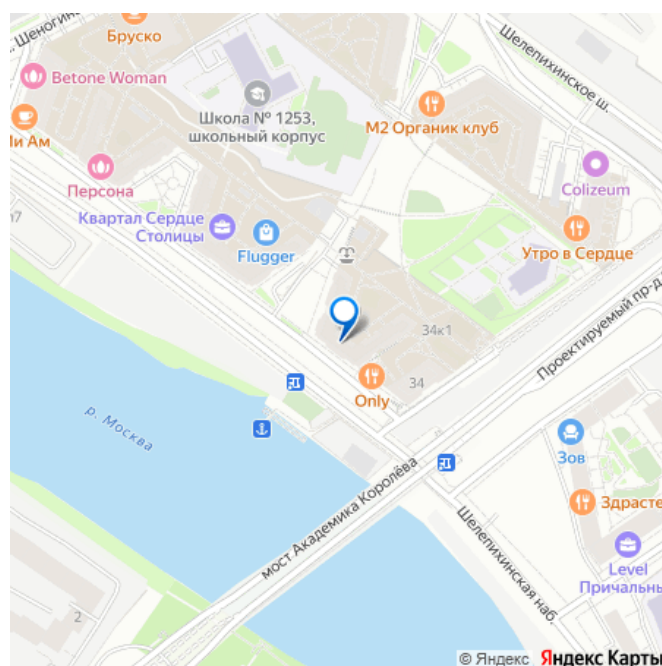 Бруско
Betone Woman
Шелепихинское ш.
Школа № 1253,
школьный корпус
М2 Органик клуб
Персона
Colizeum
Квартал Сердце
Столицы
Flugger
Утро в Сердце
34к1
34
Only
Проектируемый пр-д
р. Москва
мост Академика Королёва
Зов
Здрасте
Шелепихинская наб.
Level
Причальный
2
© Яндекс Яндекс Карты